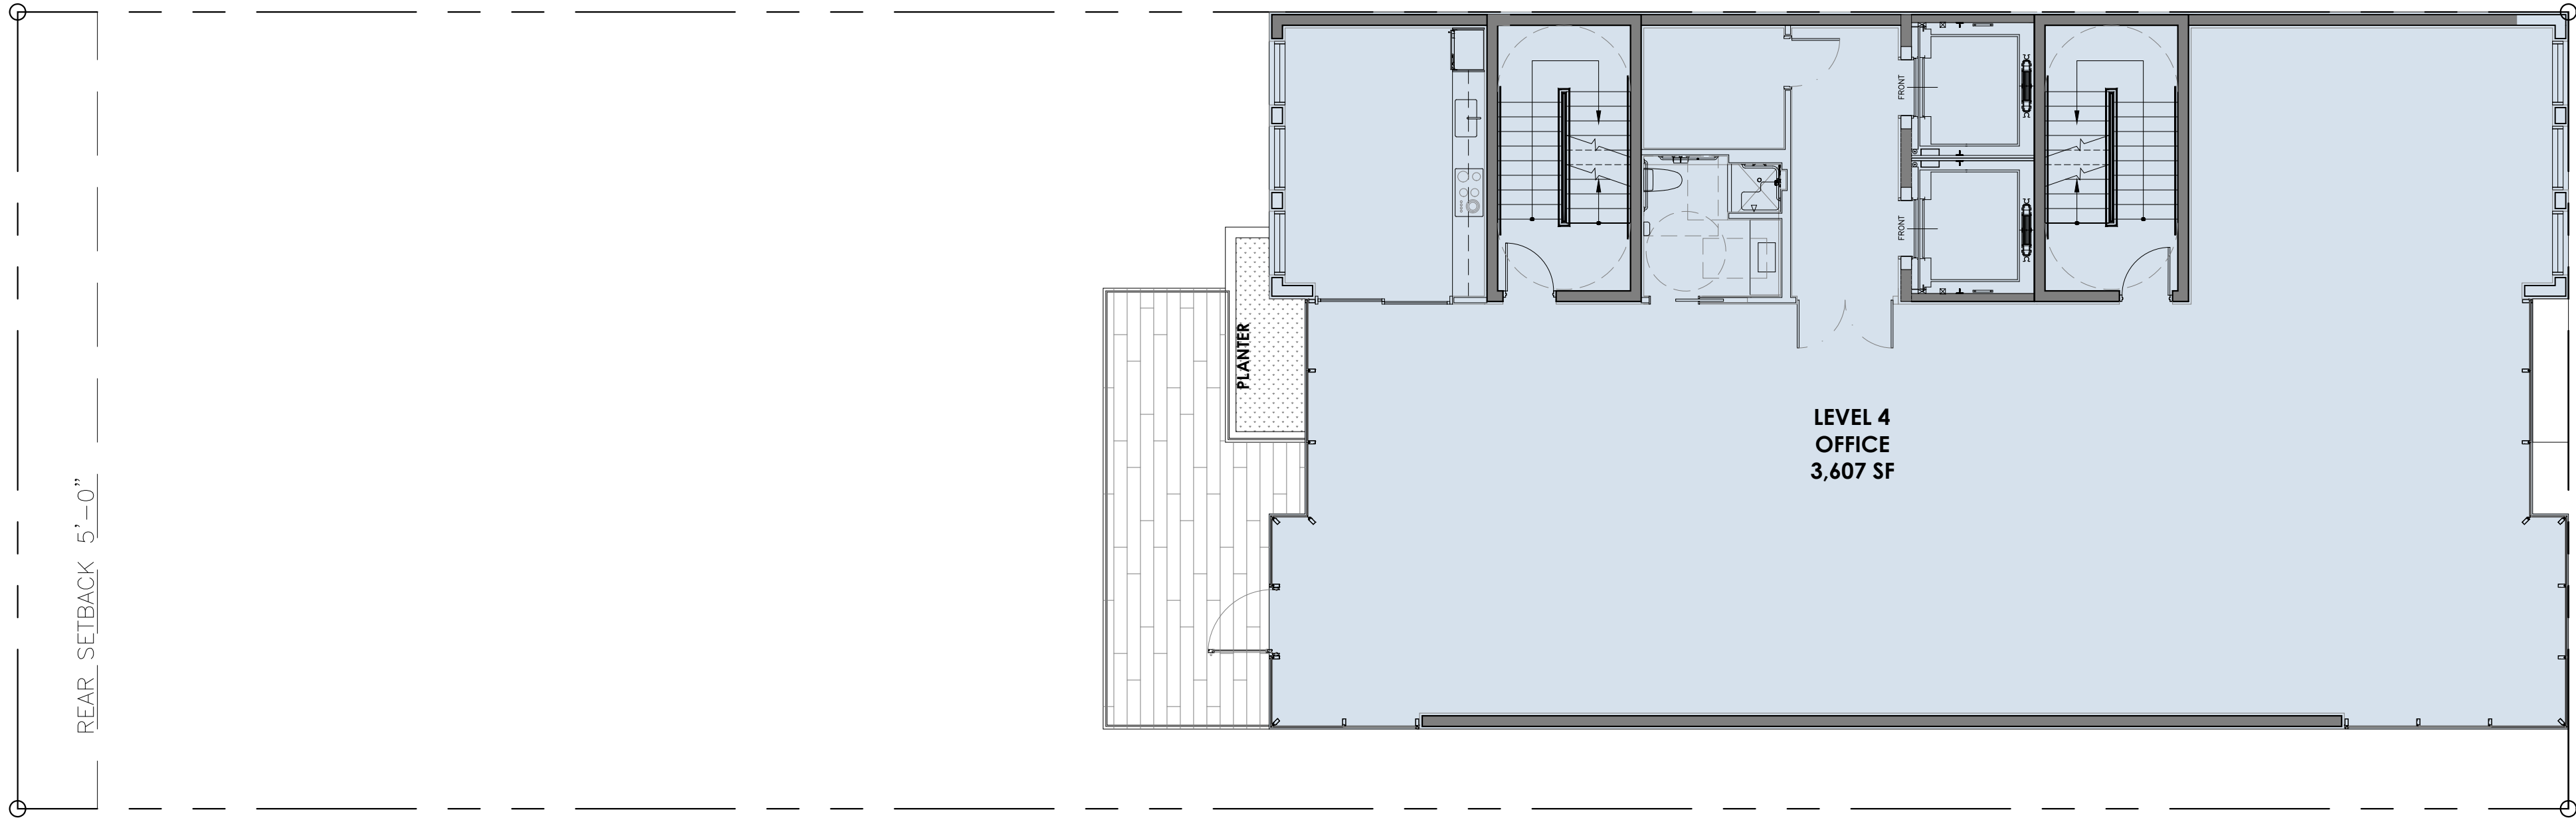 FRONT
FRONT
PLANTER
LEVEL 4
OFFICE
3,607 SF
REAR SETBACK 5'-0"